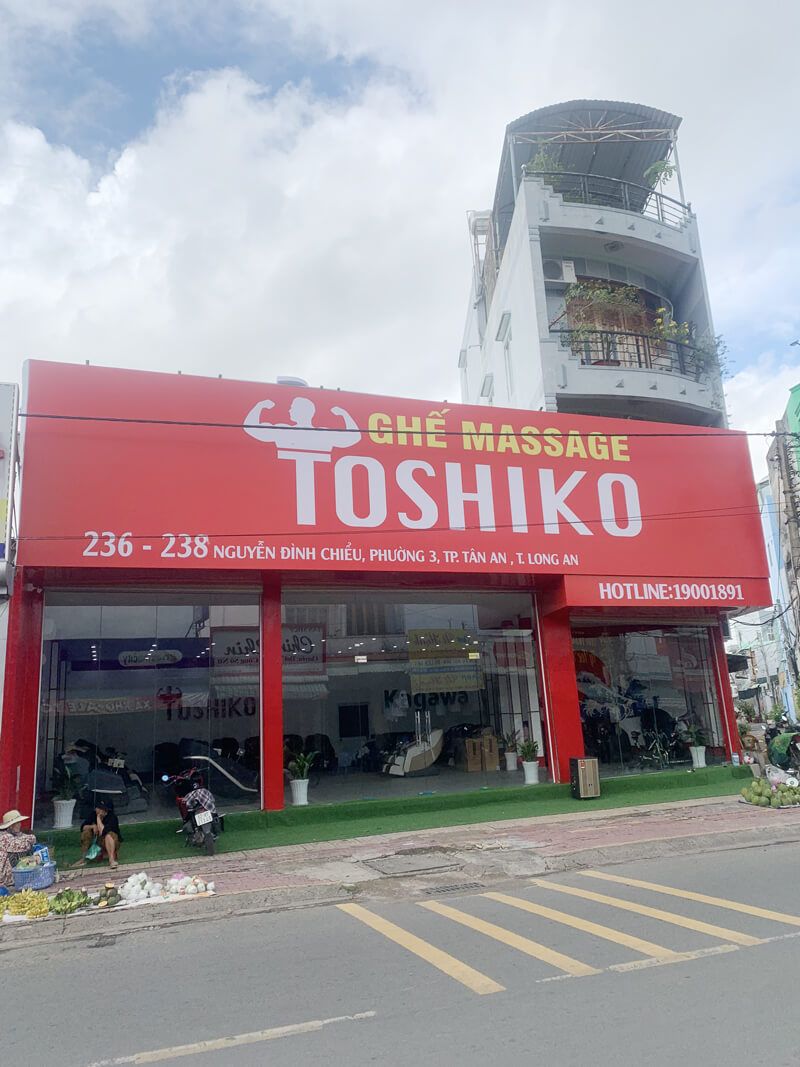 GHẾ MASSAGE
TOSHIKO
236 - 238 NGUYỄN ĐÌNH CHIỂU, PHƯỜNG 3, TP. TÂN AN , T. LONG AN
HOTLINE:19001891
TOSHIKO